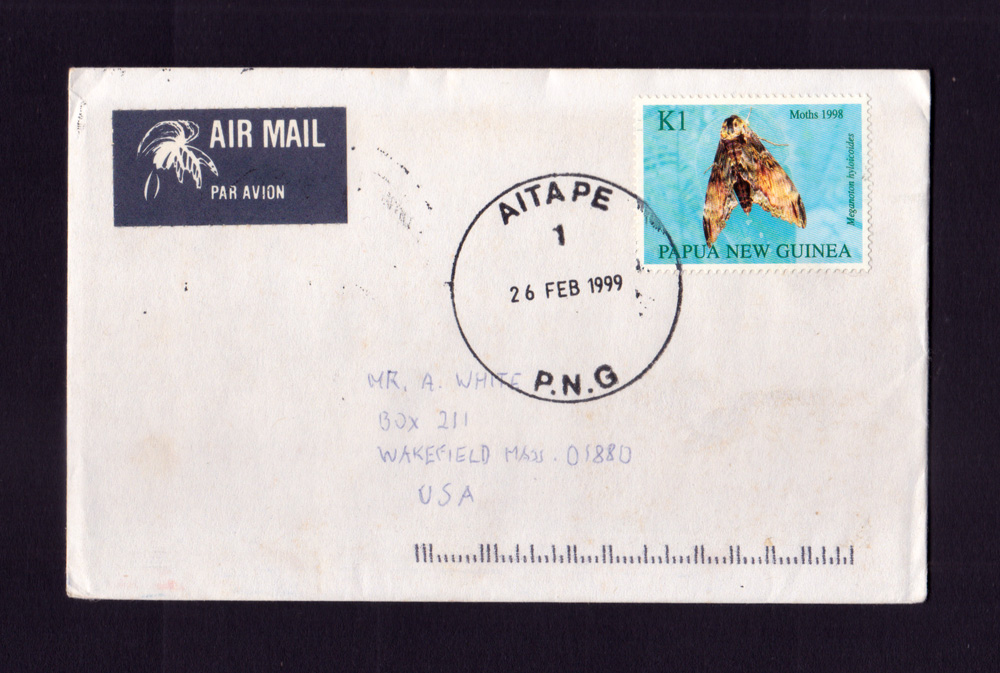 AIR MAIL
PAR AVION
K1
Moths 1998
Meganoton hyloicoides
PAPUA NEW GUINEA
AITAPE
1
26 FEB 1999
P.N.G
MR. A. WHITE
BOX 211
WAKEFIELD MASS. 01880
USA